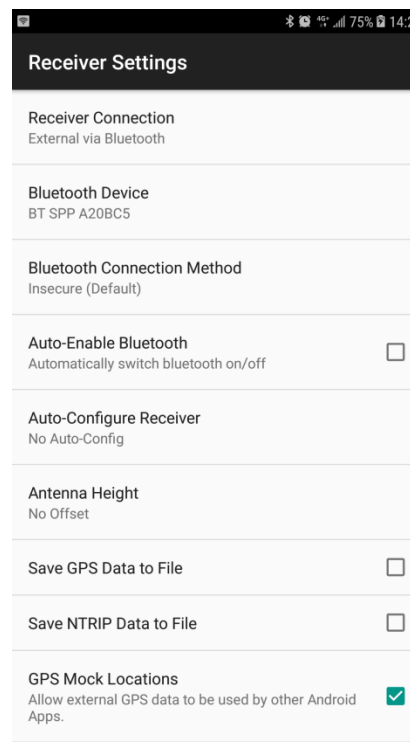 4G+ 75% 14:2
Receiver Settings
Receiver Connection
External via Bluetooth
Bluetooth Device
BT SPP A20BC5
Bluetooth Connection Method
Insecure (Default)
Auto-Enable Bluetooth
Automatically switch bluetooth on/off
Auto-Configure Receiver
No Auto-Config
Antenna Height
No Offset
Save GPS Data to File
Save NTRIP Data to File
GPS Mock Locations
Allow external GPS data to be used by other Android
Apps.